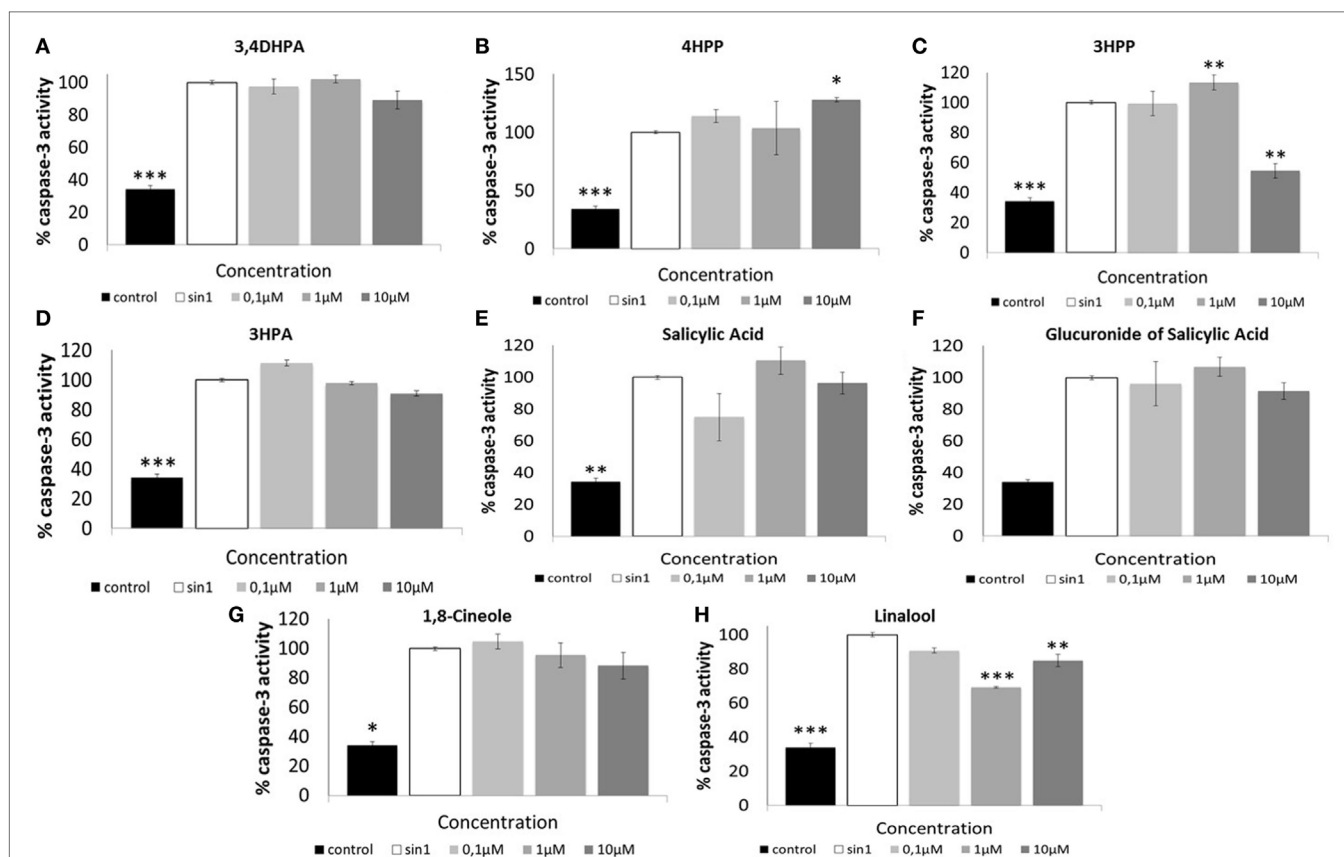 A
3,4DHPA
% caspase-3 activity
100
80
60
40
20
0
***
Concentration
control sin1 0,1µM 1µM 10µM
B
4HPP
% caspase-3 activity
150
100
50
0
***
*
Concentration
control sin1 0,1µM 1µM 10µM
C
3HPP
% caspase-3 activity
120
100
80
60
40
20
0
***
**
**
Concentration
control sin1 0,1µM 1µM 10µM
D
3HPA
% caspase-3 activity
120
100
80
60
40
20
0
***
Concentration
control sin1 0,1µM 1µM 10µM
E
Salicylic Acid
% caspase-3 activity
120
100
80
60
40
20
0
**
Concentration
control sin1 0,1µM 1µM 10µM
F
Glucuronide of Salicylic Acid
% caspase-3 activity
120
100
80
60
40
20
0
Concentration
control sin1 0,1µM 1µM 10µM
G
1,8-Cineole
% caspase-3 activity
120
100
80
60
40
20
0
*
Concentration
control sin1 0,1µM 1µM 10µM
H
Linalool
% caspase-3 activity
100
80
60
40
20
0
***
***
**
Concentration
control sin1 0,1µM 1µM 10µM